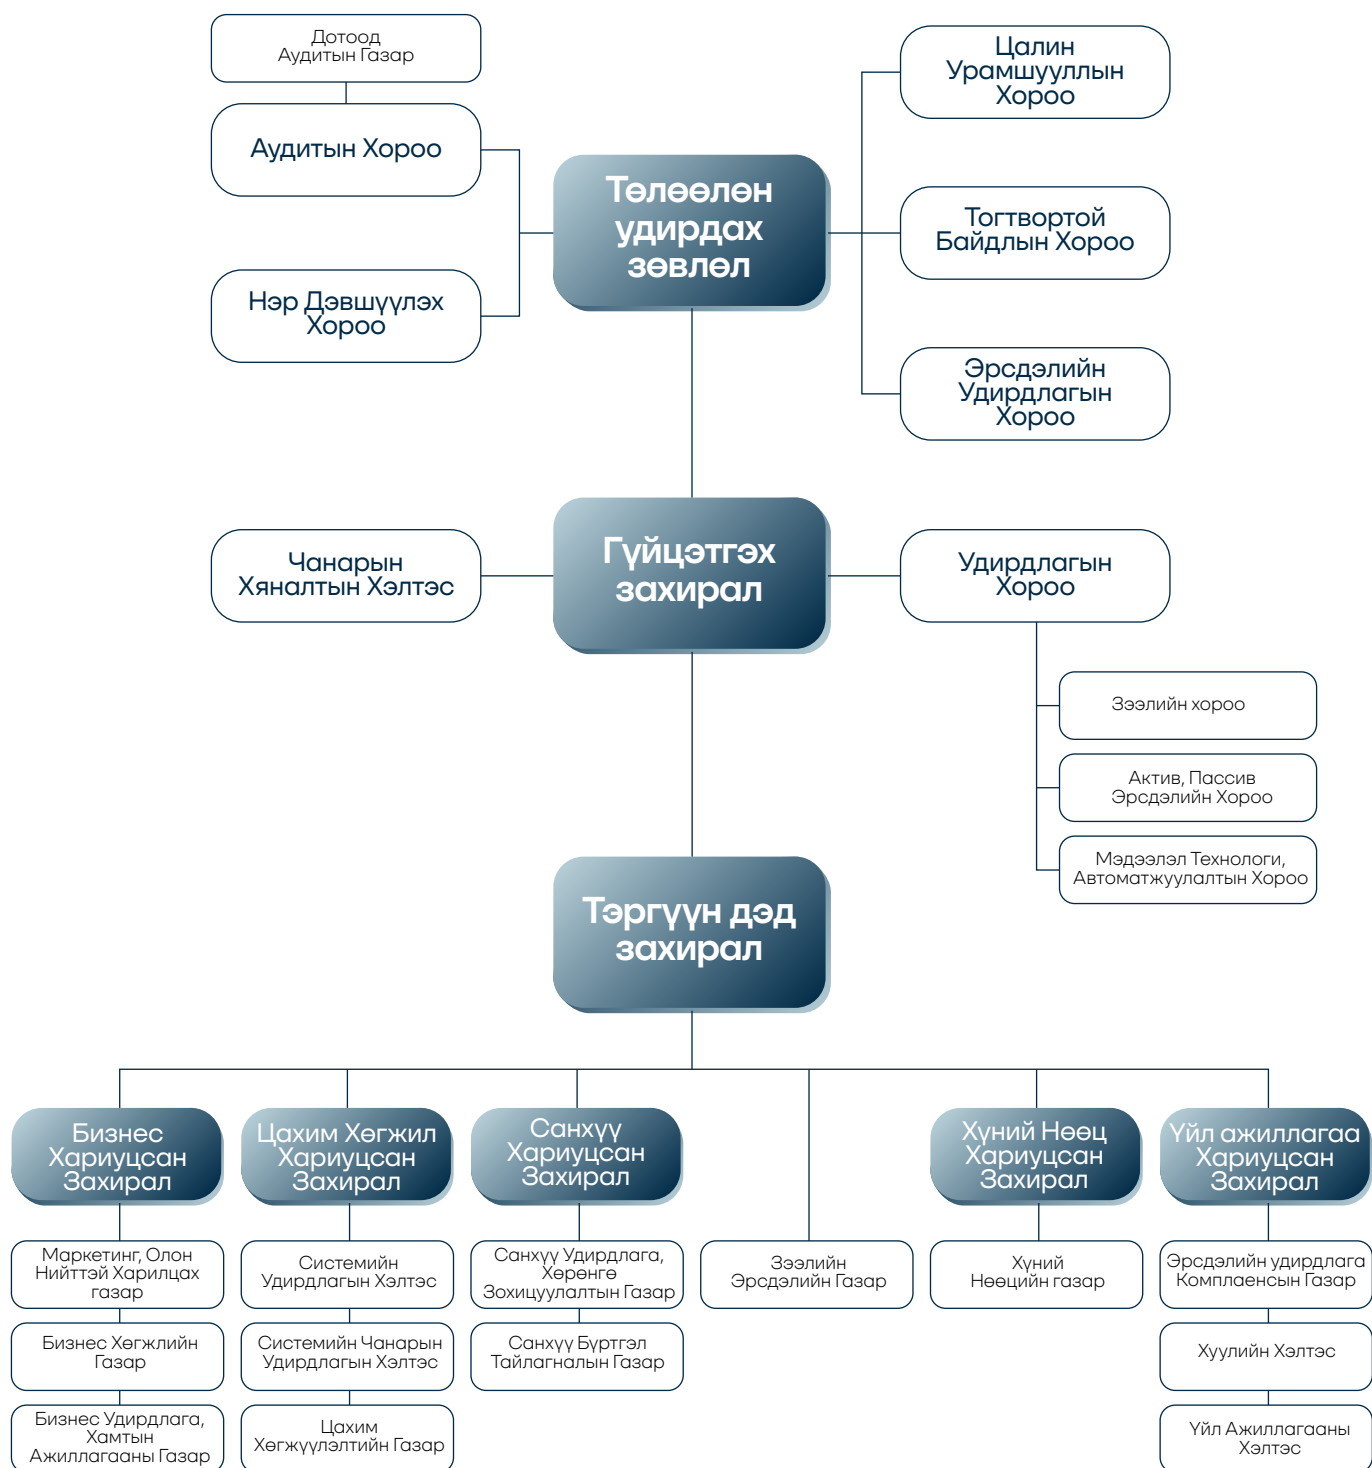 Дотоод
Аудитын Газар
Аудитын Хороо
Нэр Дэвшүүлэх
Хороо
Төлөөлөн
удирдах
зөвлөл
Цалин
Урамшууллын
Хороо
Тогтвортой
Байдлын Хороо
Эрсдэлийн
Удирдлагын
Хороо
Чанарын
Хяналтын Хэлтэс
Гүйцэтгэх
захирал
Удирдлагын
Хороо
Зээлийн хороо
Актив, Пассив
Эрсдэлийн Хороо
Мэдээлэл Технологи,
Автоматжуулалтын Хороо
Тэргүүн дэд
захирал
Бизнес
Хариуцсан
Захирал
Маркетинг, Олон
Нийттэй Харилцах
газар
Бизнес Хөгжлийн
Газар
Бизнес Удирдлага,
Хамтын
Ажиллагааны Газар
Цахим Хөгжил
Хариуцсан
Захирал
Системийн
Удирдлагын Хэлтэс
Системийн Чанарын
Удирдлагын Хэлтэс
Цахим
Хөгжүүлэлтийн Газар
Санхүү
Хариуцсан
Захирал
Санхүү Удирдлага,
Хөрөнгө
Зохицуулалтын Газар
Санхүү Бүртгэл
Тайлагналын Газар
Зээлийн
Эрсдэлийн Газар
Хүний Нөөц
Хариуцсан
Захирал
Хүний
Нөөцийн газар
Үйл ажиллагаа
Хариуцсан
Захирал
Эрсдэлийн удирдлага
Комплаенсын Газар
Хуулийн Хэлтэс
Үйл Ажиллагааны
Хэлтэс